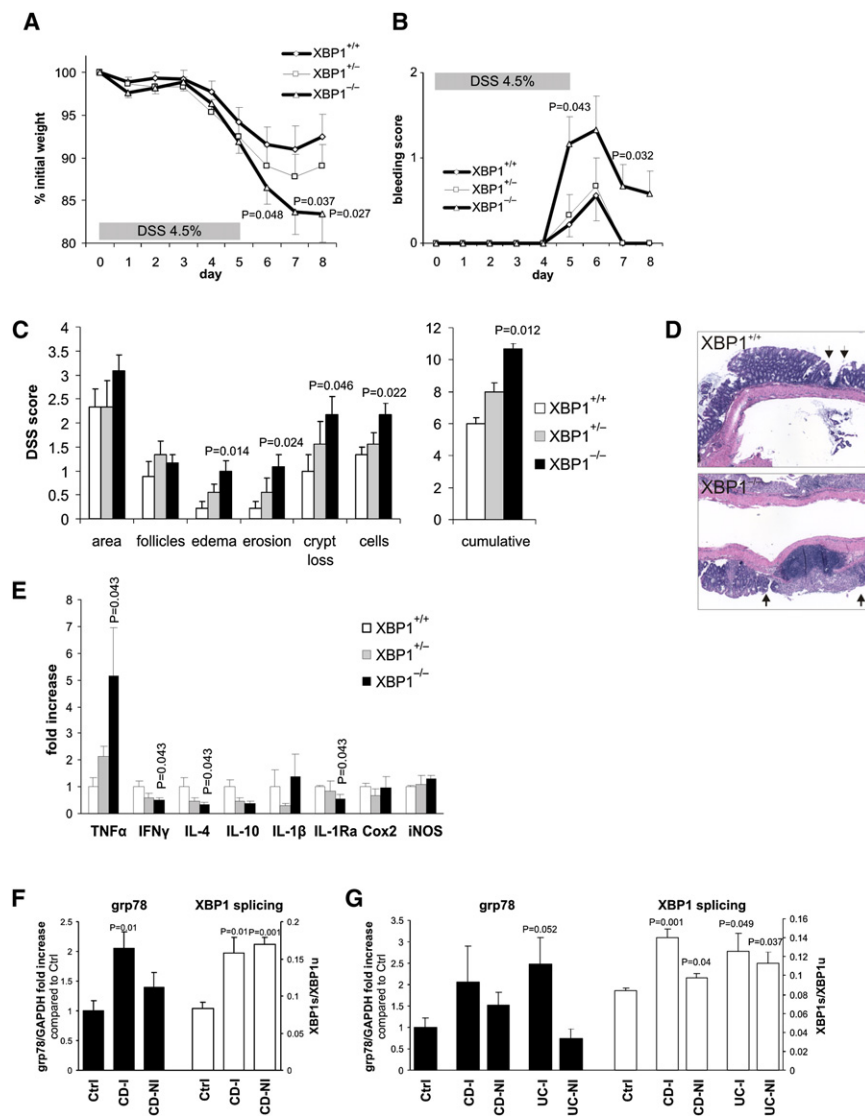 A
XBP1+/+
XBP1+/–
XBP1–/–
100
95
90
85
80
% initial weight
P=0.048
P=0.037
P=0.027
DSS 4.5%
0 1 2 3 4 5 6 7 8
day
B
DSS 4.5%
2
1
0
bleeding score
P=0.043
P=0.032
XBP1+/+
XBP1+/–
XBP1–/–
0 1 2 3 4 5 6 7 8
day
C
4
3.5
3
2.5
2
1.5
1
0.5
0
DSS score
P=0.014
P=0.024
P=0.046
P=0.022
area follicles edema erosion crypt loss cells
12
10
8
6
4
2
0
P=0.012
cumulative
XBP1+/+
XBP1+/–
XBP1–/–
D
XBP1+/+
XBP1–/–
E
8
7
6
5
4
2
1
0
fold increase
P=0.043
P=0.043
P=0.043
P=0.043
XBP1+/+
XBP1+/–
XBP1–/–
TNFα IFNγ IL-4 IL-10 IL-1β IL-1Ra Cox2 iNOS
F
grp78 XBP1 splicing
grp78/GAPDH fold increase
compared to Ctrl
2.5
2
1.5
1
0.5
0
P=0.01
P=0.01
P=0.001
0.2
0.15
0.1
0.05
0
XBP1s/XBP1u
Ctrl CD-I CD-NI Ctrl CD-I CD-NI
G
grp78 XBP1 splicing
grp78/GAPDH fold increase
compared to Ctrl
3.5
3
2.5
2
1.5
1
0.5
0
P=0.052
P=0.001
P=0.04
P=0.049
P=0.037
0.16
0.14
0.12
0.10
0.08
0.06
0.04
0.02
0
XBP1s/XBP1u
Ctrl CD-I CD-NI UC-I UC-NI Ctrl CD-I CD-NI UC-I UC-NI